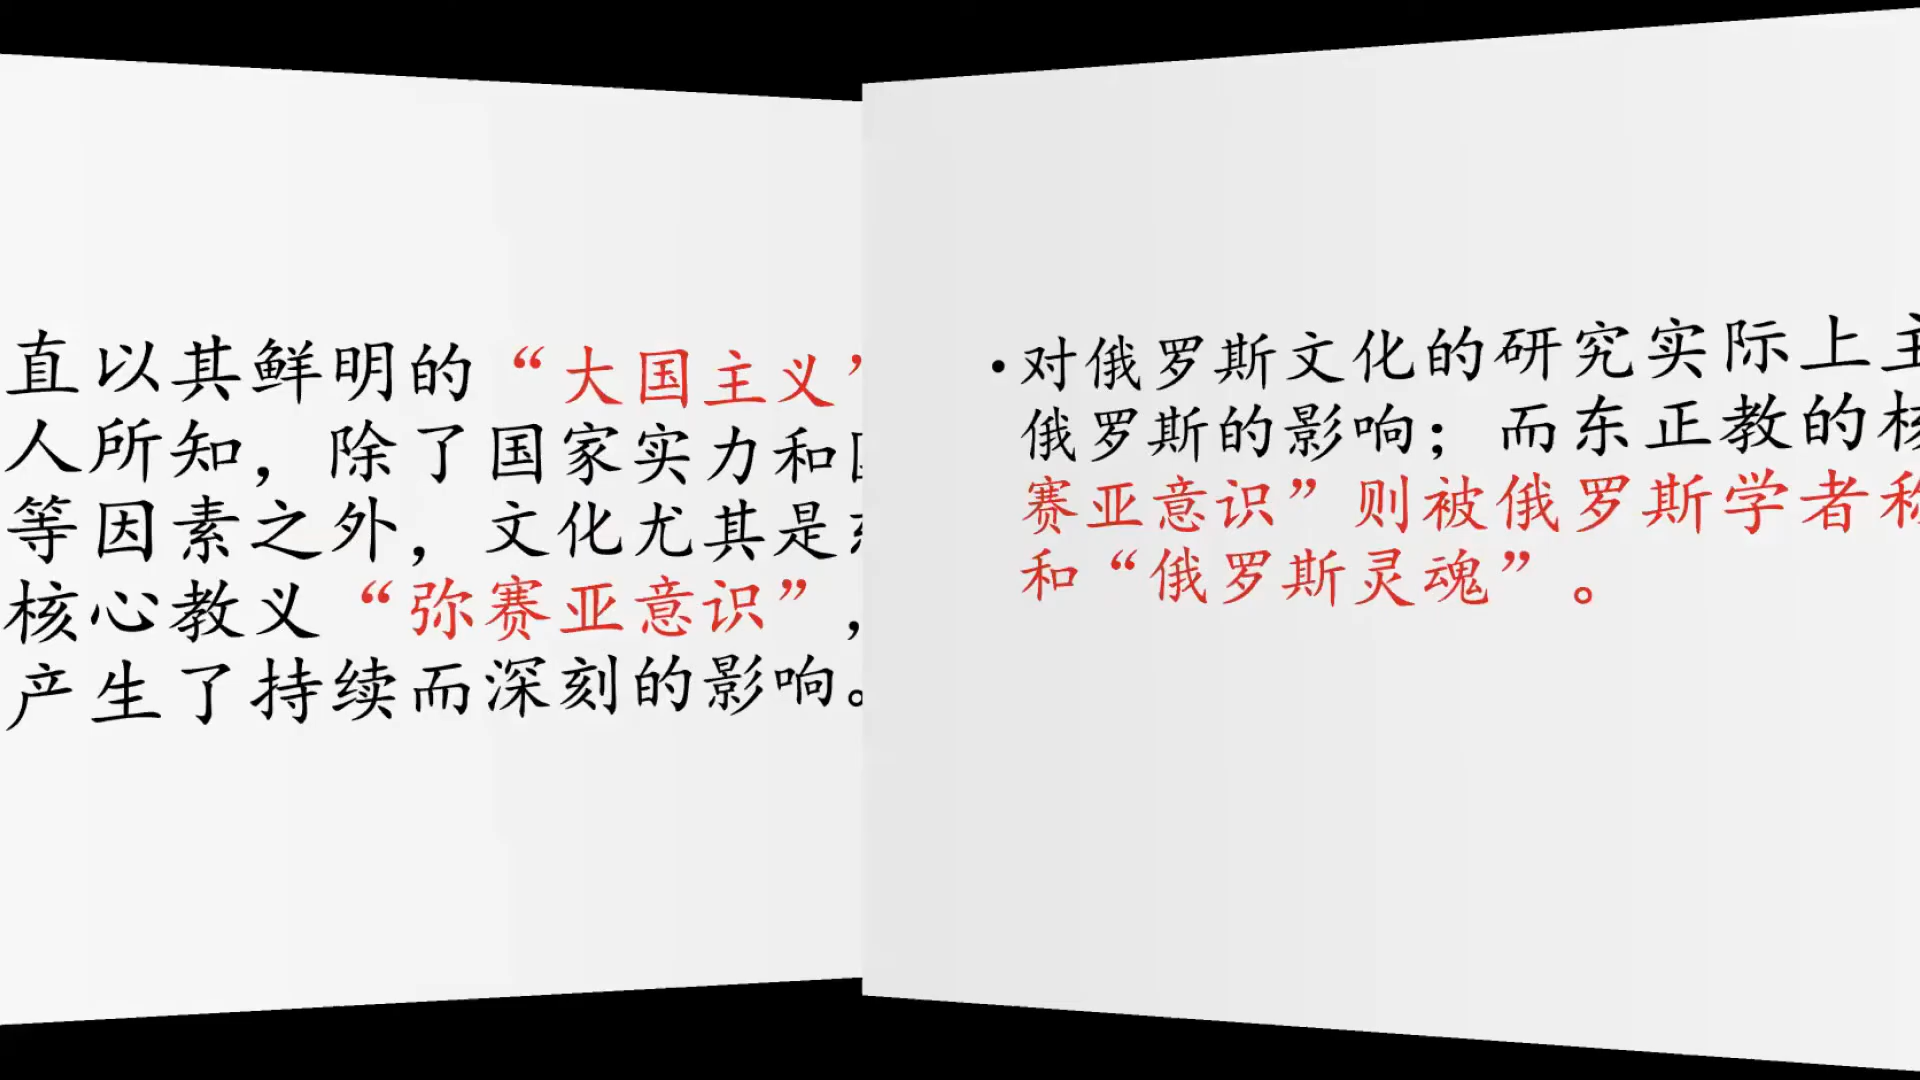 直以其鲜明的“大国主义”
人所知，除了国家实力和
等因素之外，文化尤其是
核心教义“弥赛亚意识”，
产生了持续而深刻的影响。
•对俄罗斯文化的研究实际上主
俄罗斯的影响；而东正教的核
赛亚意识”则被俄罗斯学者称
和“俄罗斯灵魂”。